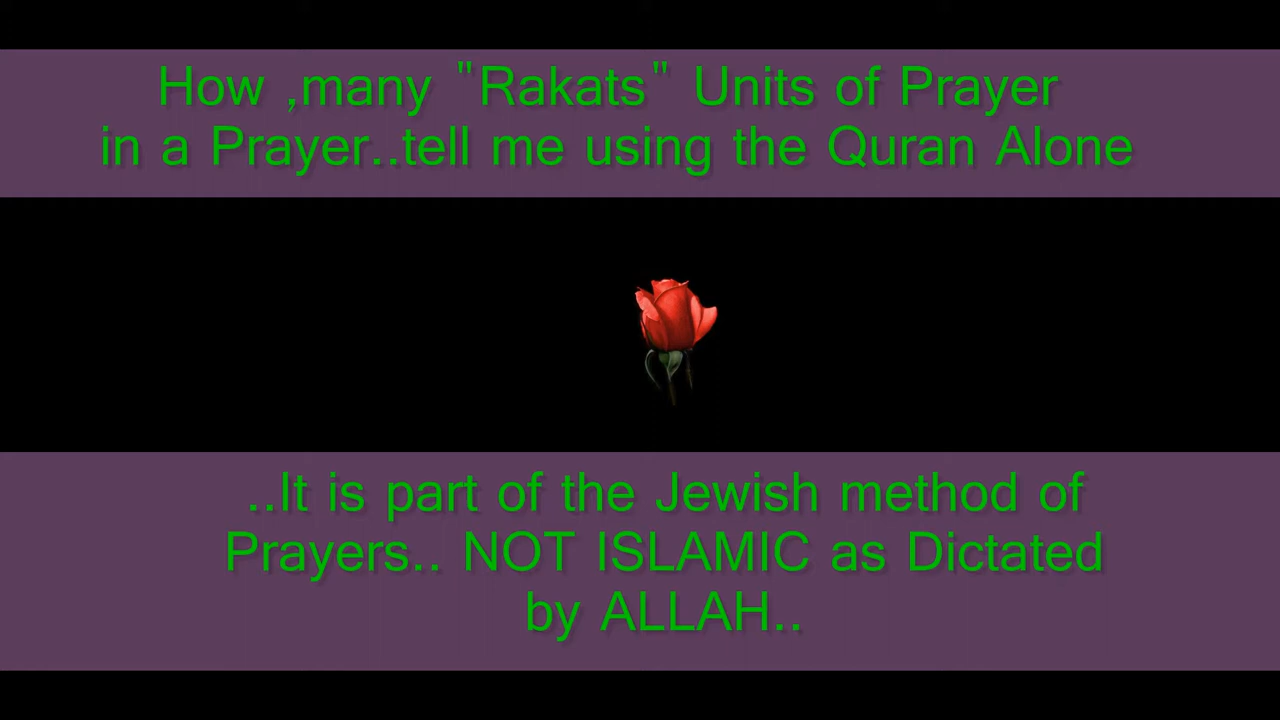 How ,many "Rakats" Units of Prayer
in a Prayer..tell me using the Quran Alone
..It is part of the Jewish method of
Prayers.. NOT ISLAMIC as Dictated
by ALLAH..